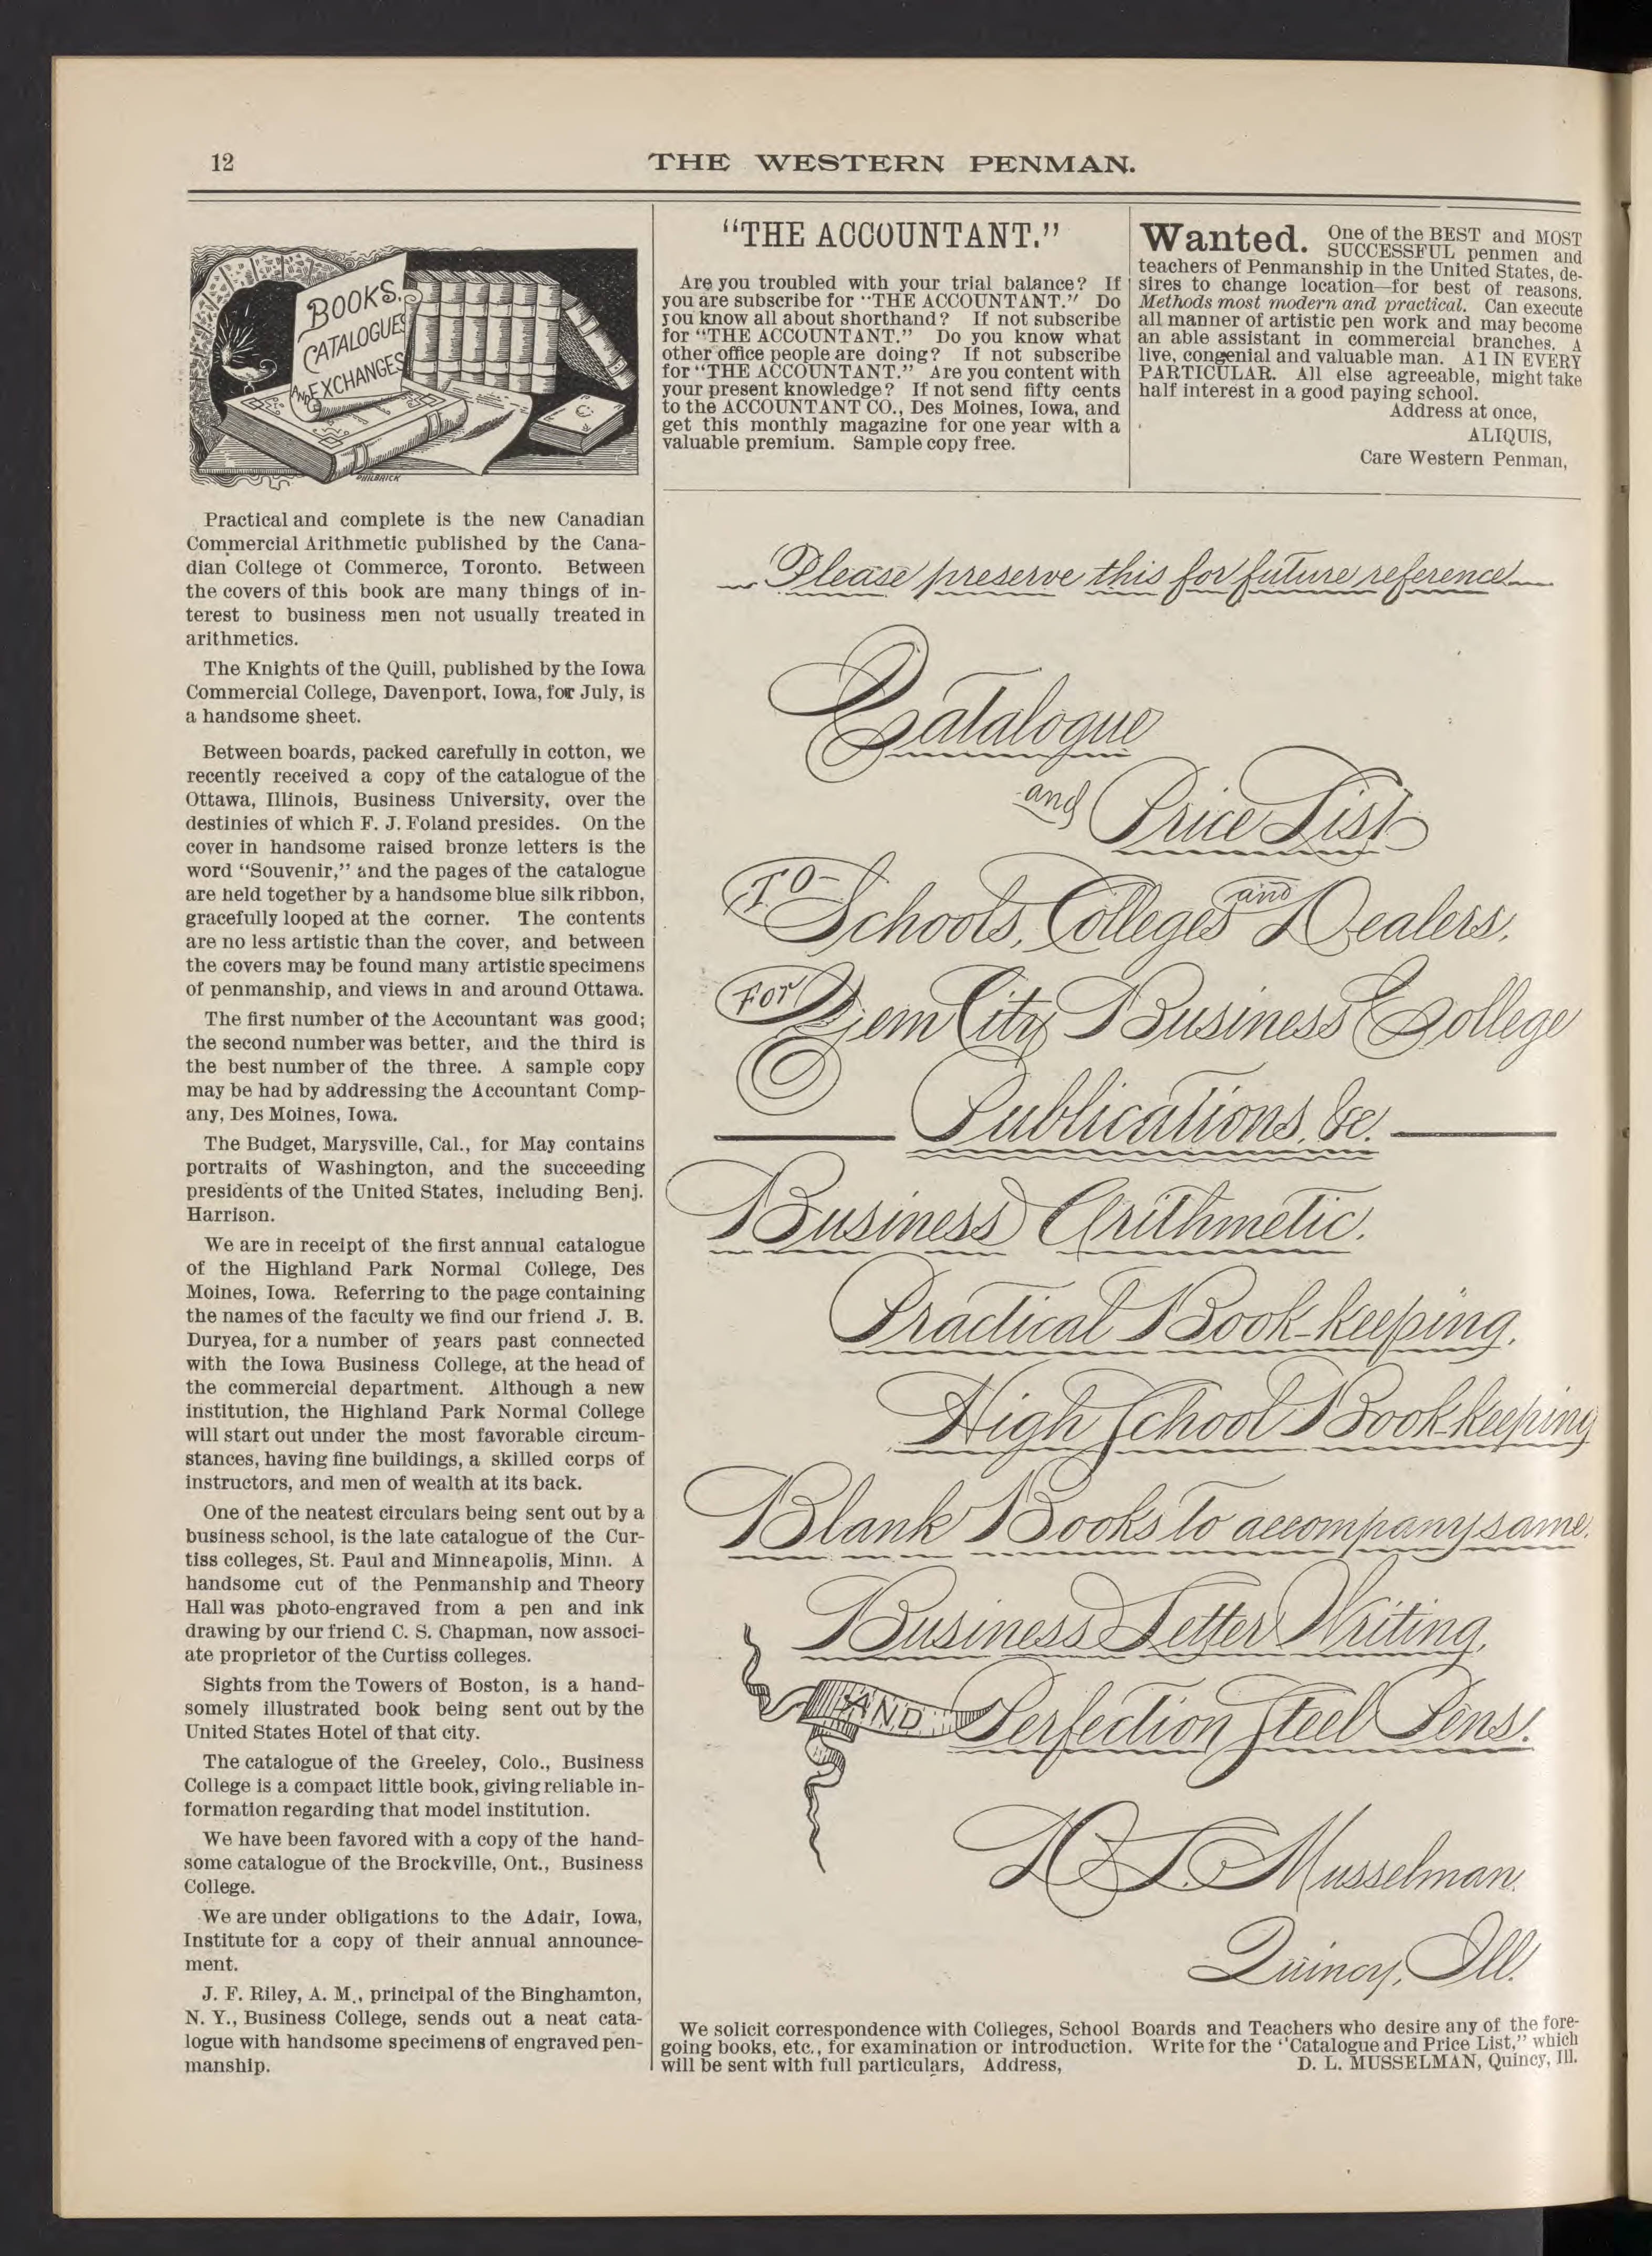 12
THE WESTERN PENMAN.
BOOKS.
CATALOGUES
AND EXCHANGES
PHILBRICK
Practical and complete is the new Canadian
Commercial Arithmetic published by the Cana-
dian College ot Commerce, Toronto. Between
the covers of this book are many things of in-
terest to business men not usually treated in
arithmetics.
The Knights of the Quill, published by the Iowa
Commercial College, Davenport, Iowa, for July, is
a handsome sheet.
Between boards, packed carefully in cotton, we
recently received a copy of the catalogue of the
Ottawa, Illinois, Business University, over the
destinies of which F. J. Foland presides. On the
cover in handsome raised bronze letters is the
word "Souvenir," and the pages of the catalogue
are held together by a handsome blue silk ribbon,
gracefully looped at the corner. The contents
are no less artistic than the cover, and between
the covers may be found many artistic specimens
of penmanship, and views in and around Ottawa.
The first number of the Accountant was good;
the second number was better, and the third is
the best number of the three. A sample copy
may be had by addressing the Accountant Comp-
any, Des Moines, Iowa.
The Budget, Marysville, Cal., for May contains
portraits of Washington, and the succeeding
presidents of the United States, including Benj.
Harrison.
We are in receipt of the first annual catalogue
of the Highland Park Normal College, Des
Moines, Iowa. Referring to the page containing
the names of the faculty we find our friend J. B.
Duryea, for a number of years past connected
with the Iowa Business College, at the head of
the commercial department. Although a new
institution, the Highland Park Normal College
will start out under the most favorable circum-
stances, having fine buildings, a skilled corps of
instructors, and men of wealth at its back.
One of the neatest circulars being sent out by a
business school, is the late catalogue of the Cur-
tiss colleges, St. Paul and Minneapolis, Minn. A
handsome cut of the Penmanship and Theory
Hall was photo-engraved from a pen and ink
drawing by our friend C. S. Chapman, now associ-
ate proprietor of the Curtiss colleges.
Sights from the Towers of Boston, is a hand-
somely illustrated book being sent out by the
United States Hotel of that city.
The catalogue of the Greeley, Colo., Business
College is a compact little book, giving reliable in-
formation regarding that model institution.
We have been favored with a copy of the hand-
some catalogue of the Brockville, Ont., Business
College.
We are under obligations to the Adair, Iowa,
Institute for a copy of their annual announce-
ment.
J. F. Riley, A. M., principal of the Binghamton,
N. Y., Business College, sends out a neat cata-
logue with handsome specimens of engraved pen-
manship.
"THE ACCOUNTANT."
Are you troubled with your trial balance? If
you are subscribe for "THE ACCOUNTANT." Do
you know all about shorthand? If not subscribe
for "THE ACCOUNTANT." Do you know what
other office people are doing? If not subscribe
for "THE ACCOUNTANT." Are you content with
your present knowledge? If not send fifty cents
to the ACCOUNTANT CO., Des Moines, Iowa, and
get this monthly magazine for one year with a
valuable premium. Sample copy free.
Wanted. One of the BEST and MOST
SUCCESSFUL penmen and
teachers of Penmanship in the United States, de-
sires to change location—for best of reasons.
Methods most modern and practical. Can execute
all manner of artistic pen work and may become
an able assistant in commercial branches. A
live, congenial and valuable man. A 1 IN EVERY
PARTICULAR. All else agreeable, might take
half interest in a good paying school.
Address at once,
ALIQUIS,
Care Western Penman,
Please preserve this for future reference
Catalogue
and Price List
To Schools, Colleges and Dealers,
For Gem City Business College
Publications, &c.
Business Arithmetic.
Practical Book-keeping,
High School Book-keeping
Blank Books to accompany same.
Business Letter Writing,
AND Perfection Steel Pens.
D. L. Musselman.
Quincy, Ill.
We solicit correspondence with Colleges, School Boards and Teachers who desire any of the fore-
going books, etc., for examination or introduction. Write for the "Catalogue and Price List," which
will be sent with full particulars, Address, D. L. MUSSELMAN, Quincy, Ill.